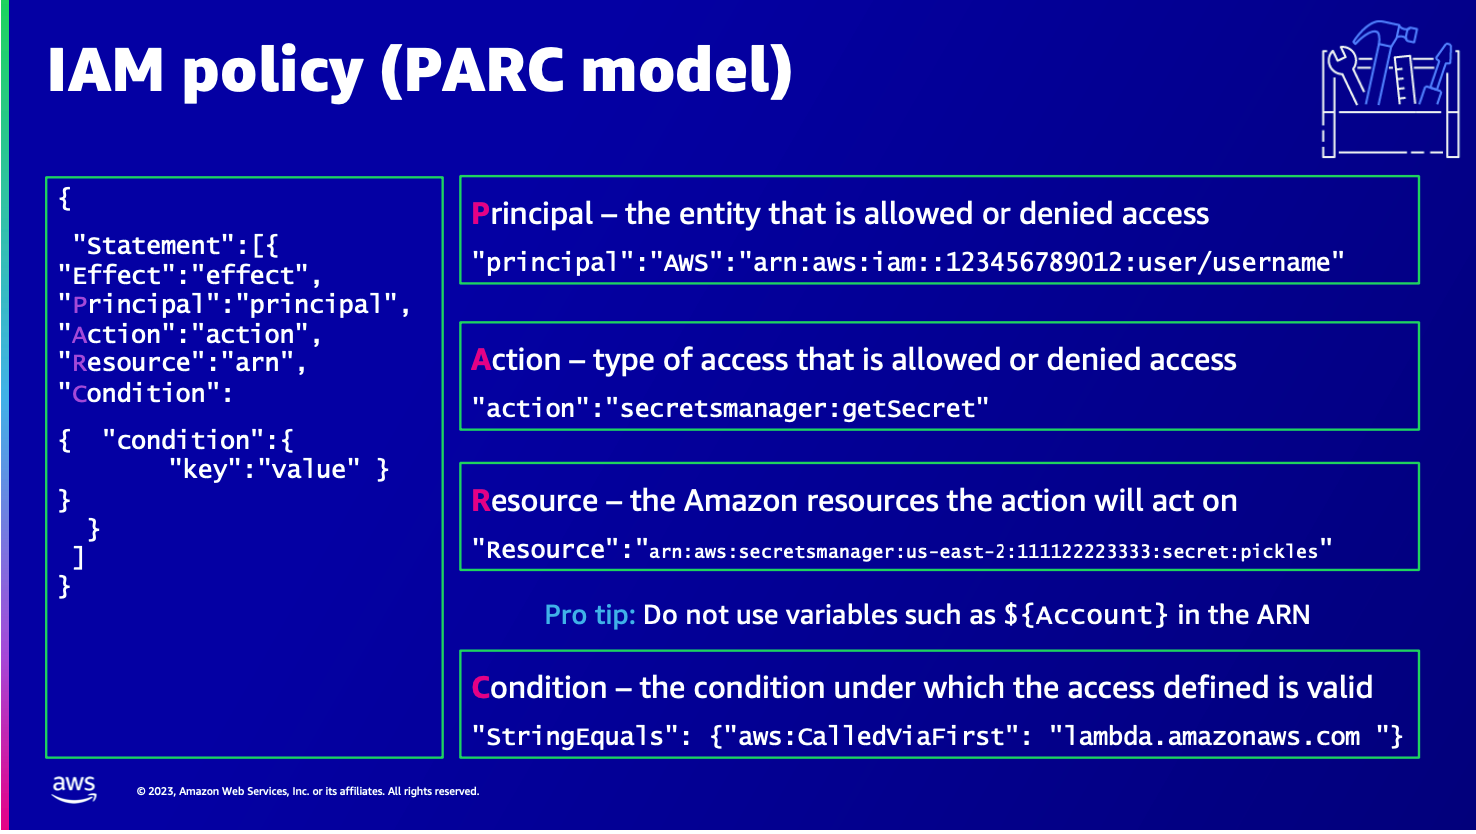 IAM policy (PARC model)
{
"Statement":[{
"Effect":"effect",
"Principal":"principal",
"Action":"action",
"Resource":"arn",
"Condition":
{  "condition":{
"key":"value" }
}
}
]
}
Principal – the entity that is allowed or denied access
"principal":"AWS":"arn:aws:iam::123456789012:user/username"
Action – type of access that is allowed or denied access
"action":"secretsmanager:getSecret"
Resource – the Amazon resources the action will act on
"Resource":"arn:aws:secretsmanager:us-east-2:111122223333:secret:pickles"
Pro tip: Do not use variables such as ${Account} in the ARN
Condition – the condition under which the access defined is valid
"StringEquals": {"aws:CalledViaFirst": "lambda.amazonaws.com "}
aws
© 2023, Amazon Web Services, Inc. or its affiliates. All rights reserved.